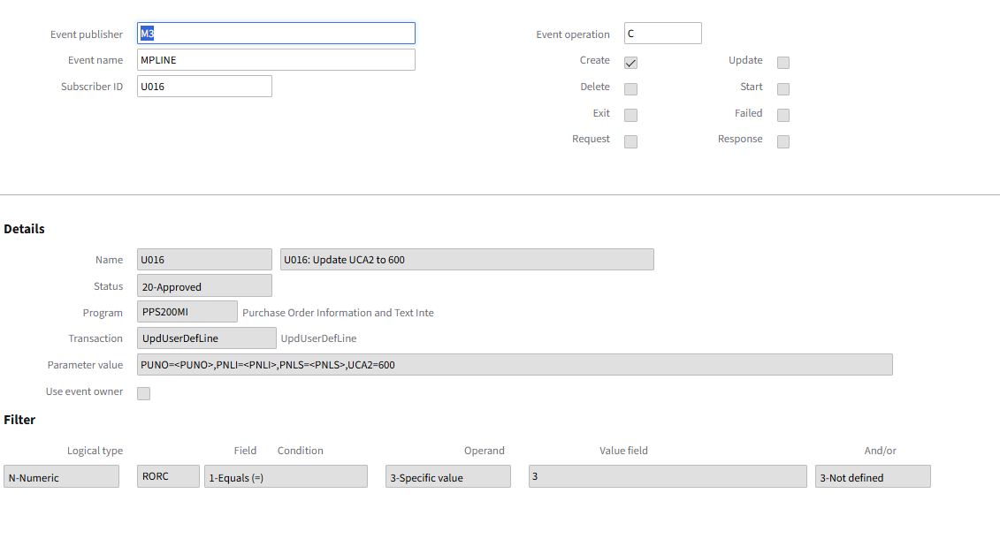 Event publisher M3 Event operation C
Event name MPLINE Create Update
Subscriber ID U016 Delete Start
Exit Failed
Request Response
Details
Name U016 U016: Update UCA2 to 600
Status 20-Approved
Program PPS200MI Purchase Order Information and Text Inte
Transaction UpdUserDefLine UpdUserDefLine
Parameter value PUNO=<PUNO>,PNLI=<PNLI>,PNLS=<PNLS>,UCA2=600
Use event owner
Filter
Logical type Field Condition Operand Value field And/or
N-Numeric RORC 1-Equals (=) 3-Specific value 3 3-Not defined